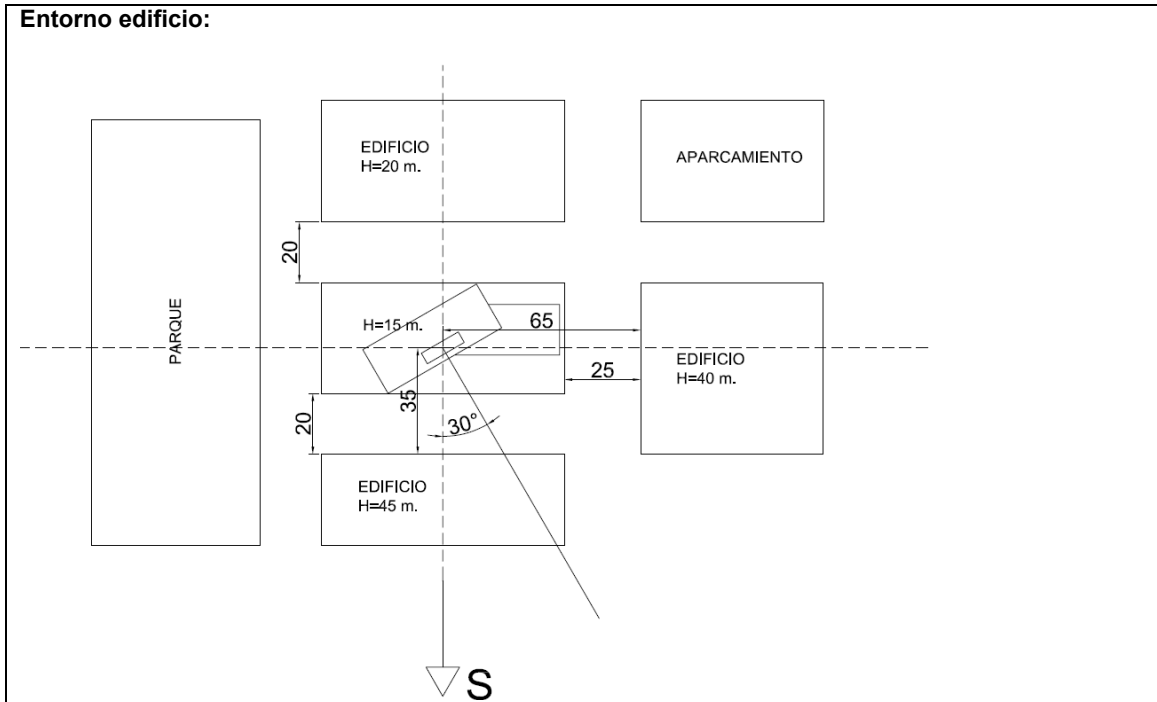 Entorno edificio:
EDIFICIO
H=20 m.
APARCAMIENTO
20
PARQUE
H=15 m.
65
EDIFICIO
H=40 m.
25
35
20
30°
EDIFICIO
H=45 m.
S